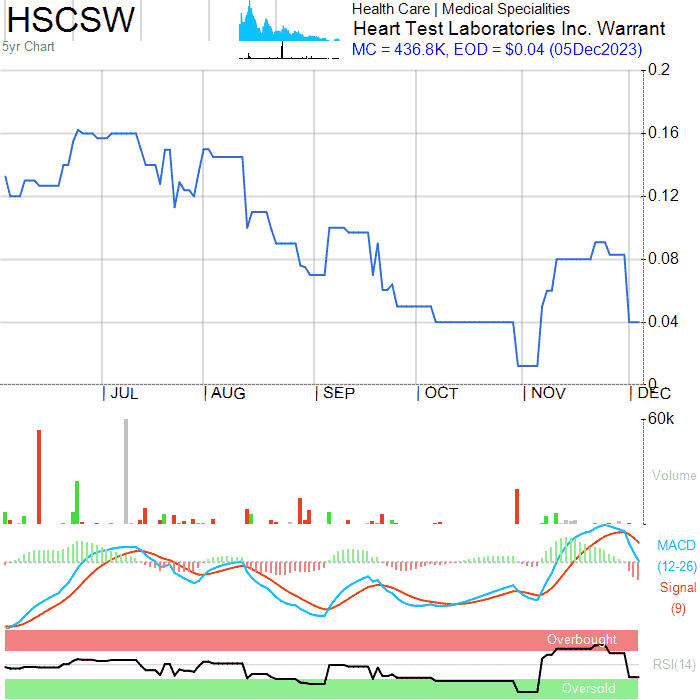 HSCSW
5yr Chart
Health Care | Medical Specialities
Heart Test Laboratories Inc. Warrant
MC = 436.8K, EOD = $0.04 (05Dec2023)
0.2
0.16
0.12
0.08
0.04
0
| JUL | AUG | SEP | OCT | NOV | DEC
60k
Volume
MACD
(12-26)
Signal
(9)
Overbought
RSI(14)
Oversold